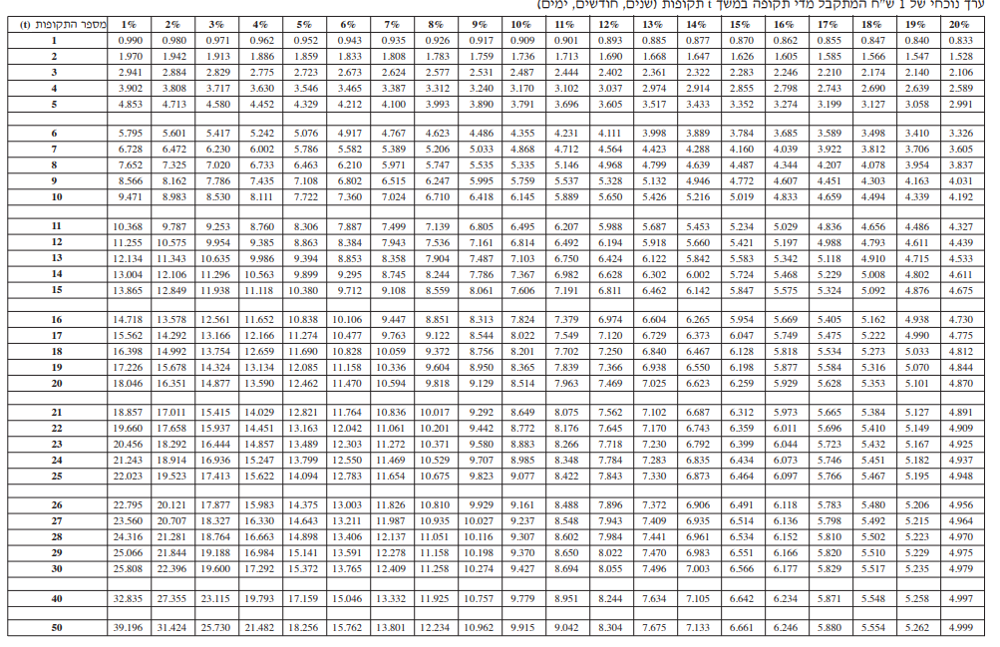 ערך נוכחי של 1 ש"ח המתקבל מדי תקופה במשך t תקופות (שנים, חודשים, ימים)
מספר התקופות (t) 1% 2% 3% 4% 5% 6% 7% 8% 9% 10% 11% 12% 13% 14% 15% 16% 17% 18% 19% 20%
1 0.990 0.980 0.971 0.962 0.952 0.943 0.935 0.926 0.917 0.909 0.901 0.893 0.885 0.877 0.870 0.862 0.855 0.847 0.840 0.833
2 1.970 1.942 1.913 1.886 1.859 1.833 1.808 1.783 1.759 1.736 1.713 1.690 1.668 1.647 1.626 1.605 1.585 1.566 1.547 1.528
3 2.941 2.884 2.829 2.775 2.723 2.673 2.624 2.577 2.531 2.487 2.444 2.402 2.361 2.322 2.283 2.246 2.210 2.174 2.140 2.106
4 3.902 3.808 3.717 3.630 3.546 3.465 3.387 3.312 3.240 3.170 3.102 3.037 2.974 2.914 2.855 2.798 2.743 2.690 2.639 2.589
5 4.853 4.713 4.580 4.452 4.329 4.212 4.100 3.993 3.890 3.791 3.696 3.605 3.517 3.433 3.352 3.274 3.199 3.127 3.058 2.991
6 5.795 5.601 5.417 5.242 5.076 4.917 4.767 4.623 4.486 4.355 4.231 4.111 3.998 3.889 3.784 3.685 3.589 3.498 3.410 3.326
7 6.728 6.472 6.230 6.002 5.786 5.582 5.389 5.206 5.033 4.868 4.712 4.564 4.423 4.288 4.160 4.039 3.922 3.812 3.706 3.605
8 7.652 7.325 7.020 6.733 6.463 6.210 5.971 5.747 5.535 5.335 5.146 4.968 4.799 4.639 4.487 4.344 4.207 4.078 3.954 3.837
9 8.566 8.162 7.786 7.435 7.108 6.802 6.515 6.247 5.995 5.759 5.537 5.328 5.132 4.946 4.772 4.607 4.451 4.303 4.163 4.031
10 9.471 8.983 8.530 8.111 7.722 7.360 7.024 6.710 6.418 6.145 5.889 5.650 5.426 5.216 5.019 4.833 4.659 4.494 4.339 4.192
11 10.368 9.787 9.253 8.760 8.306 7.887 7.499 7.139 6.805 6.495 6.207 5.988 5.687 5.453 5.234 5.029 4.836 4.656 4.486 4.327
12 11.255 10.575 9.954 9.385 8.863 8.384 7.943 7.536 7.161 6.814 6.492 6.194 5.918 5.660 5.421 5.197 4.988 4.793 4.611 4.439
13 12.134 11.343 10.635 9.986 9.394 8.853 8.358 7.904 7.487 7.103 6.750 6.424 6.122 5.842 5.583 5.342 5.118 4.910 4.715 4.533
14 13.004 12.106 11.296 10.563 9.899 9.295 8.745 8.244 7.786 7.367 6.982 6.628 6.302 6.002 5.724 5.468 5.229 5.008 4.802 4.611
15 13.865 12.849 11.938 11.118 10.380 9.712 9.108 8.559 8.061 7.606 7.191 6.811 6.462 6.142 5.847 5.575 5.324 5.092 4.876 4.675
16 14.718 13.578 12.561 11.652 10.838 10.106 9.447 8.851 8.313 7.824 7.379 6.974 6.604 6.265 5.954 5.669 5.405 5.162 4.938 4.730
17 15.562 14.292 13.166 12.166 11.274 10.477 9.763 9.122 8.544 8.022 7.549 7.120 6.729 6.373 6.047 5.749 5.475 5.222 4.990 4.775
18 16.398 14.992 13.754 12.659 11.690 10.828 10.059 9.372 8.756 8.201 7.702 7.250 6.840 6.467 6.128 5.818 5.534 5.273 5.033 4.812
19 17.226 15.678 14.324 13.134 12.085 11.158 10.336 9.604 8.950 8.365 7.839 7.366 6.938 6.550 6.198 5.877 5.584 5.316 5.070 4.844
20 18.046 16.351 14.877 13.590 12.462 11.470 10.594 9.818 9.129 8.514 7.963 7.469 7.025 6.623 6.259 5.929 5.628 5.353 5.101 4.870
21 18.857 17.011 15.415 14.029 12.821 11.764 10.836 10.017 9.292 8.649 8.075 7.562 7.102 6.687 6.312 5.973 5.665 5.384 5.127 4.891
22 19.660 17.658 15.937 14.451 13.163 12.042 11.061 10.201 9.442 8.772 8.176 7.645 7.170 6.743 6.359 6.011 5.696 5.410 5.149 4.909
23 20.456 18.292 16.444 14.857 13.489 12.303 11.272 10.371 9.580 8.883 8.266 7.718 7.230 6.792 6.399 6.044 5.723 5.432 5.167 4.925
24 21.243 18.914 16.936 15.247 13.799 12.550 11.469 10.529 9.707 8.985 8.348 7.784 7.283 6.835 6.434 6.073 5.746 5.451 5.182 4.937
25 22.023 19.523 17.413 15.622 14.094 12.783 11.654 10.675 9.823 9.077 8.422 7.843 7.330 6.873 6.464 6.097 5.766 5.467 5.195 4.948
26 22.795 20.121 17.877 15.983 14.375 13.003 11.826 10.810 9.929 9.161 8.488 7.896 7.372 6.906 6.491 6.118 5.783 5.480 5.206 4.956
27 23.560 20.707 18.327 16.330 14.643 13.211 11.987 10.935 10.027 9.237 8.548 7.943 7.409 6.935 6.514 6.136 5.798 5.492 5.215 4.964
28 24.316 21.281 18.764 16.663 14.898 13.406 12.137 11.051 10.116 9.307 8.602 7.984 7.441 6.961 6.534 6.152 5.810 5.502 5.223 4.970
29 25.066 21.844 19.188 16.984 15.141 13.591 12.278 11.158 10.198 9.370 8.650 8.022 7.470 6.983 6.551 6.166 5.820 5.510 5.229 4.975
30 25.808 22.396 19.600 17.292 15.372 13.765 12.409 11.258 10.274 9.427 8.694 8.055 7.496 7.003 6.566 6.177 5.829 5.517 5.235 4.979
40 32.835 27.355 23.115 19.793 17.159 15.046 13.332 11.925 10.757 9.779 8.951 8.244 7.634 7.105 6.642 6.234 5.871 5.548 5.258 4.997
50 39.196 31.424 25.730 21.482 18.256 15.762 13.801 12.234 10.962 9.915 9.042 8.304 7.675 7.133 6.661 6.246 5.880 5.554 5.262 4.999